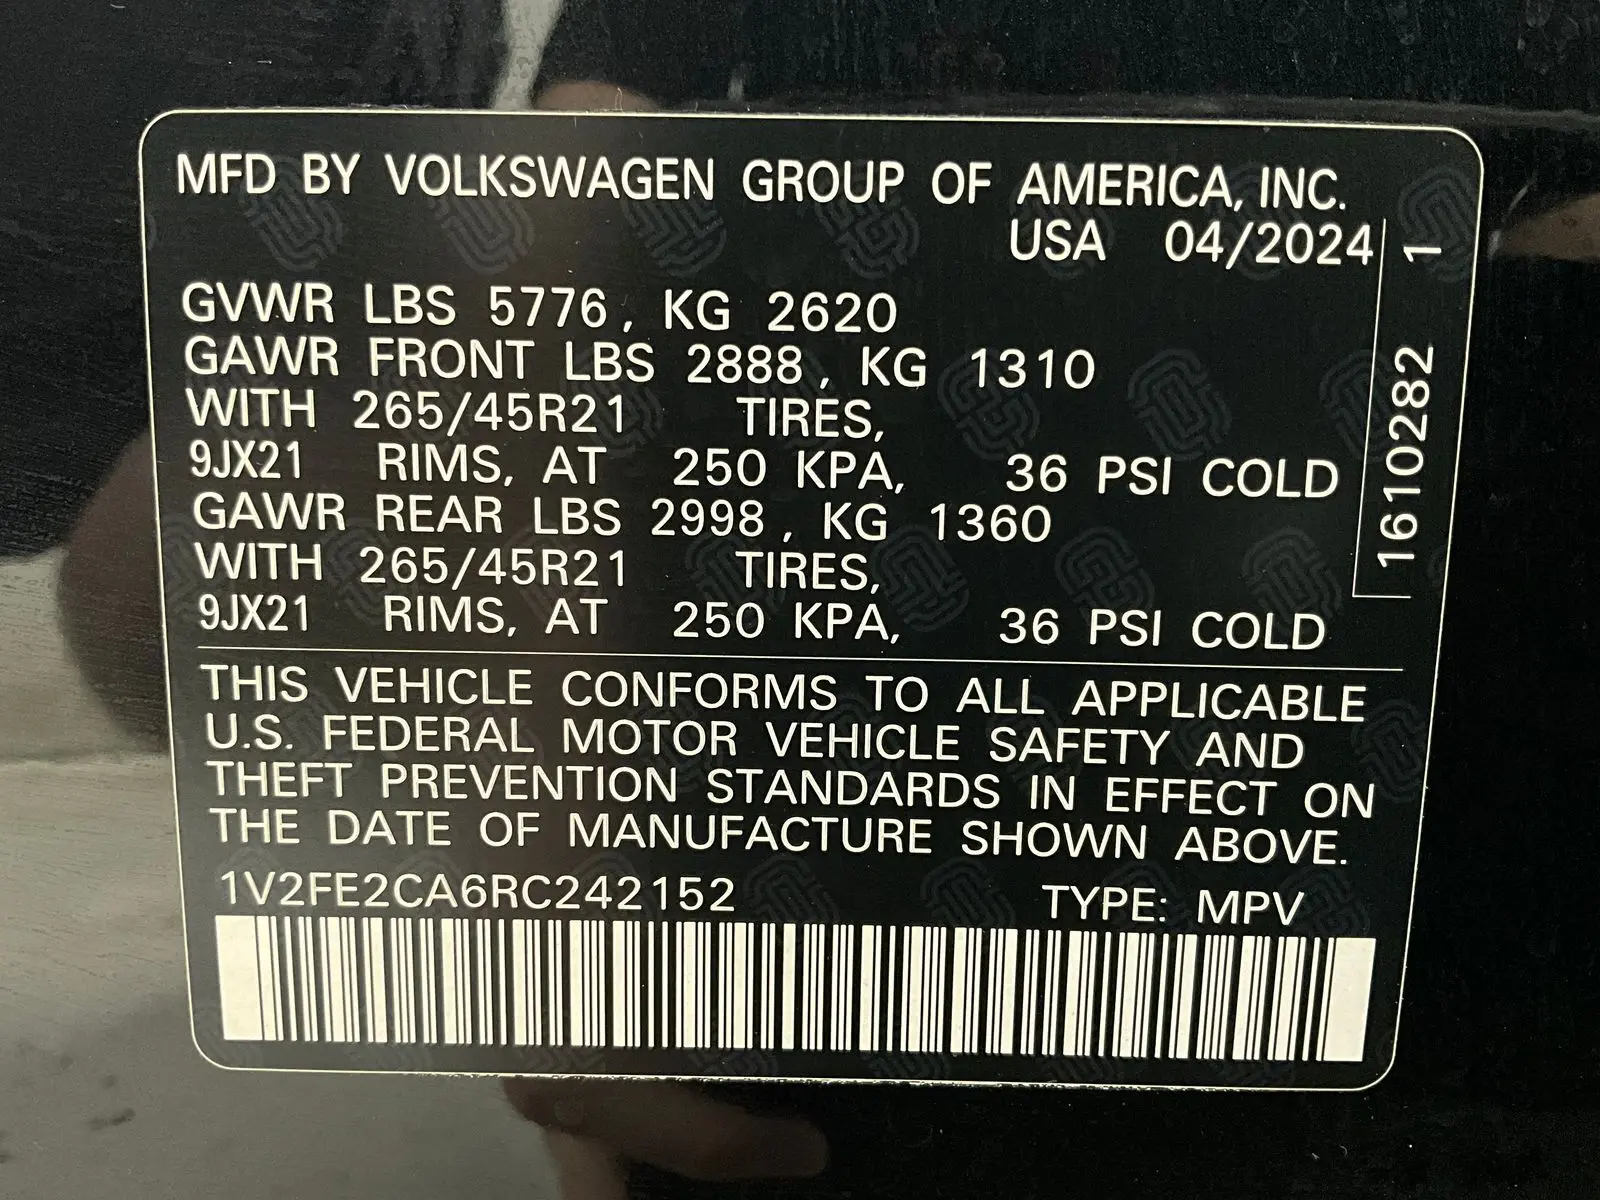 MFD BY VOLKSWAGEN GROUP OF AMERICA, INC.
USA 04/2024
GVWR LBS 5776, KG 2620
GAWR FRONT LBS 2888, KG 1310
WITH 265/45R21 TIRES,
9JX21 RIMS, AT 250 KPA, 36 PSI COLD
GAWR REAR LBS 2998, KG 1360
WITH 265/45R21 TIRES,
9JX21 RIMS, AT 250 KPA, 36 PSI COLD
1610282 1
THIS VEHICLE CONFORMS TO ALL APPLICABLE
U.S. FEDERAL MOTOR VEHICLE SAFETY AND
THEFT PREVENTION STANDARDS IN EFFECT ON
THE DATE OF MANUFACTURE SHOWN ABOVE.
1V2FE2CA6RC242152 TYPE: MPV